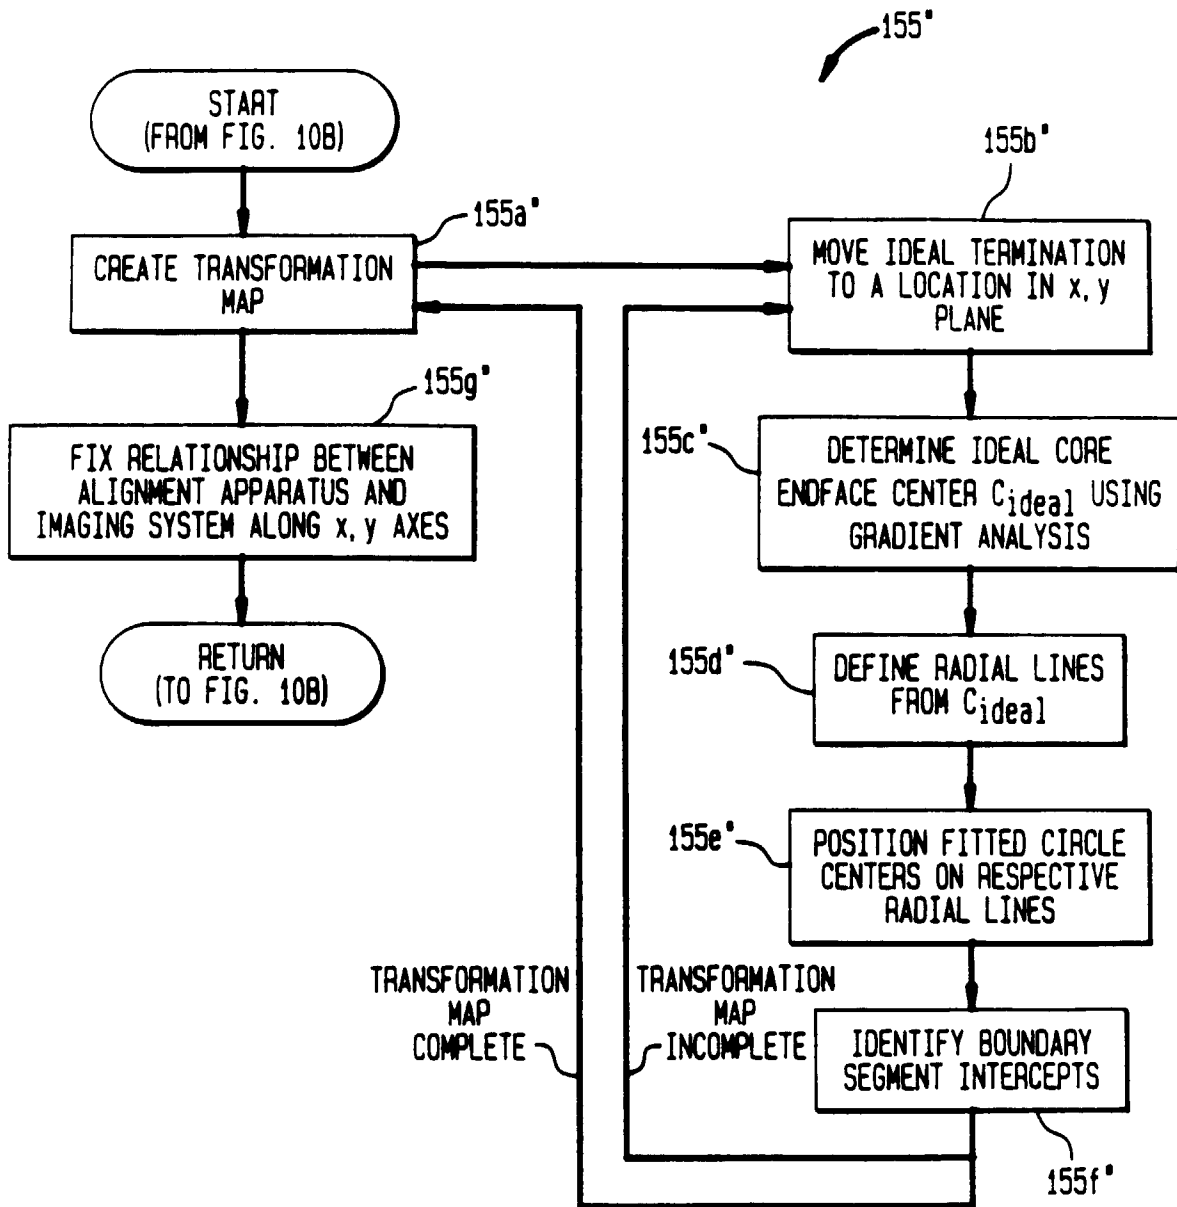 155"
START
(FROM FIG. 10B)
155a"
CREATE TRANSFORMATION
MAP
155g"
FIX RELATIONSHIP BETWEEN
ALIGNMENT APPARATUS AND
IMAGING SYSTEM ALONG x, y AXES
RETURN
(TO FIG. 10B)
155b"
MOVE IDEAL TERMINATION
TO A LOCATION IN x, y
PLANE
155c"
DETERMINE IDEAL CORE
ENDFACE CENTER Cideal USING
GRADIENT ANALYSIS
155d"
DEFINE RADIAL LINES
FROM Cideal
155e"
POSITION FITTED CIRCLE
CENTERS ON RESPECTIVE
RADIAL LINES
IDENTIFY BOUNDARY
SEGMENT INTERCEPTS
155f"
TRANSFORMATION
MAP
COMPLETE
TRANSFORMATION
MAP
INCOMPLETE